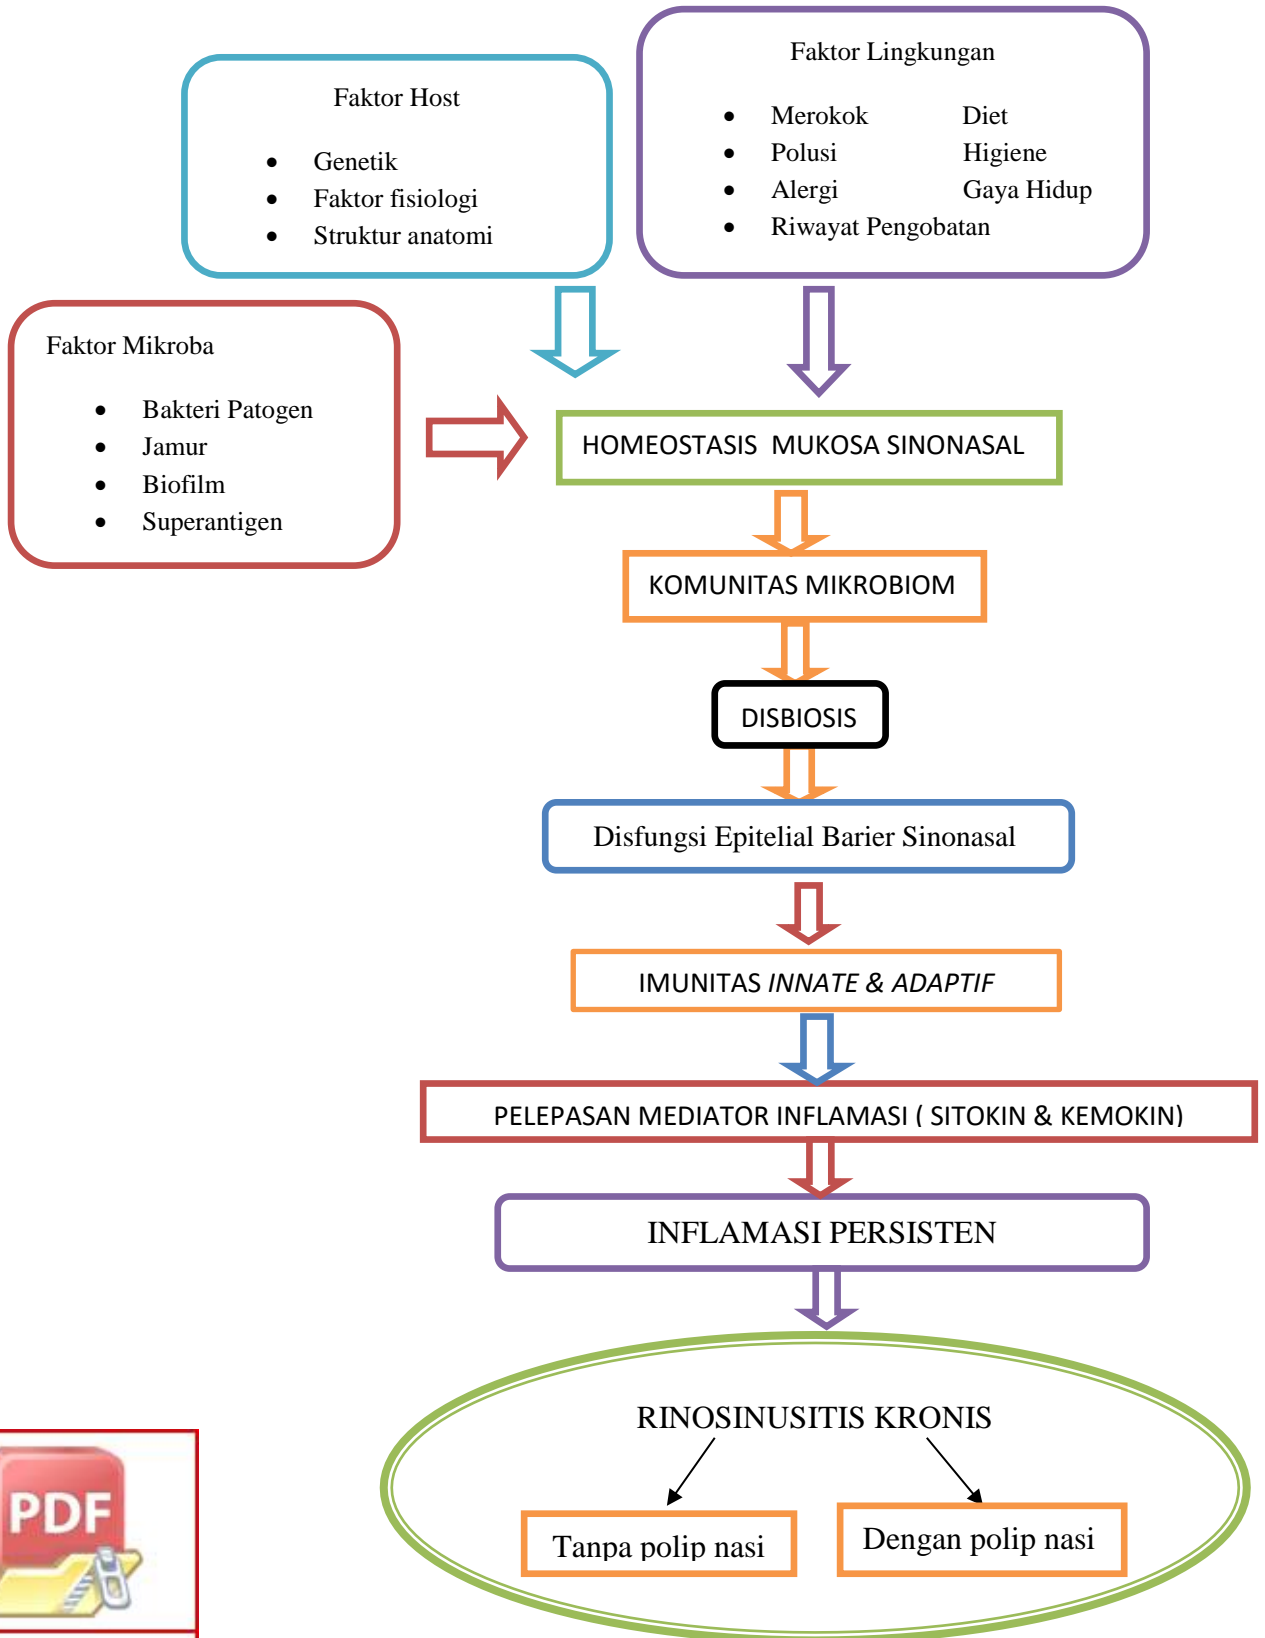 Faktor Lingkungan
• Merokok Diet
• Polusi Higiene
• Alergi Gaya Hidup
• Riwayat Pengobatan
Faktor Host
• Genetik
• Faktor fisiologi
• Struktur anatomi
Faktor Mikroba
• Bakteri Patogen
• Jamur
• Biofilm
• Superantigen
HOMEOSTASIS MUKOSA SINONASAL
KOMUNITAS MIKROBIOM
DISBIOSIS
Disfungsi Epitelial Barier Sinonasal
IMUNITAS INNATE & ADAPTIF
PELEPASAN MEDIATOR INFLAMASI ( SITOKIN & KEMOKIN)
INFLAMASI PERSISTEN
RINOSINUSITIS KRONIS
Tanpa polip nasi
Dengan polip nasi
PDF